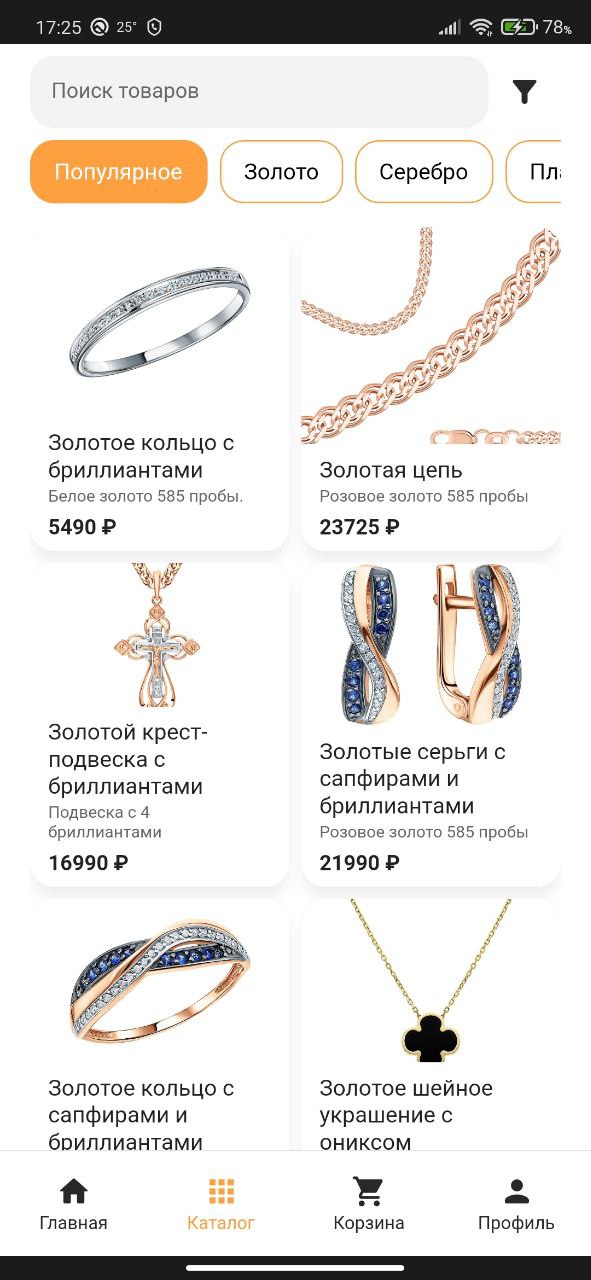 17:25 25°
78%
Поиск товаров
Популярное
Золото
Серебро
Пла
Золотое кольцо с
бриллиантами
Белое золото 585 пробы.
5490 ₽
Золотая цепь
Розовое золото 585 пробы
23725 ₽
Золотой крест-
подвеска с
бриллиантами
Подвеска с 4
бриллиантами
16990 ₽
Золотые серьги с
сапфирами и
бриллиантами
Розовое золото 585 пробы
21990 ₽
Золотое кольцо с
сапфирами и
бриллиантами
Золотое шейное
украшение с
ониксом
Главная
Каталог
Корзина
Профиль